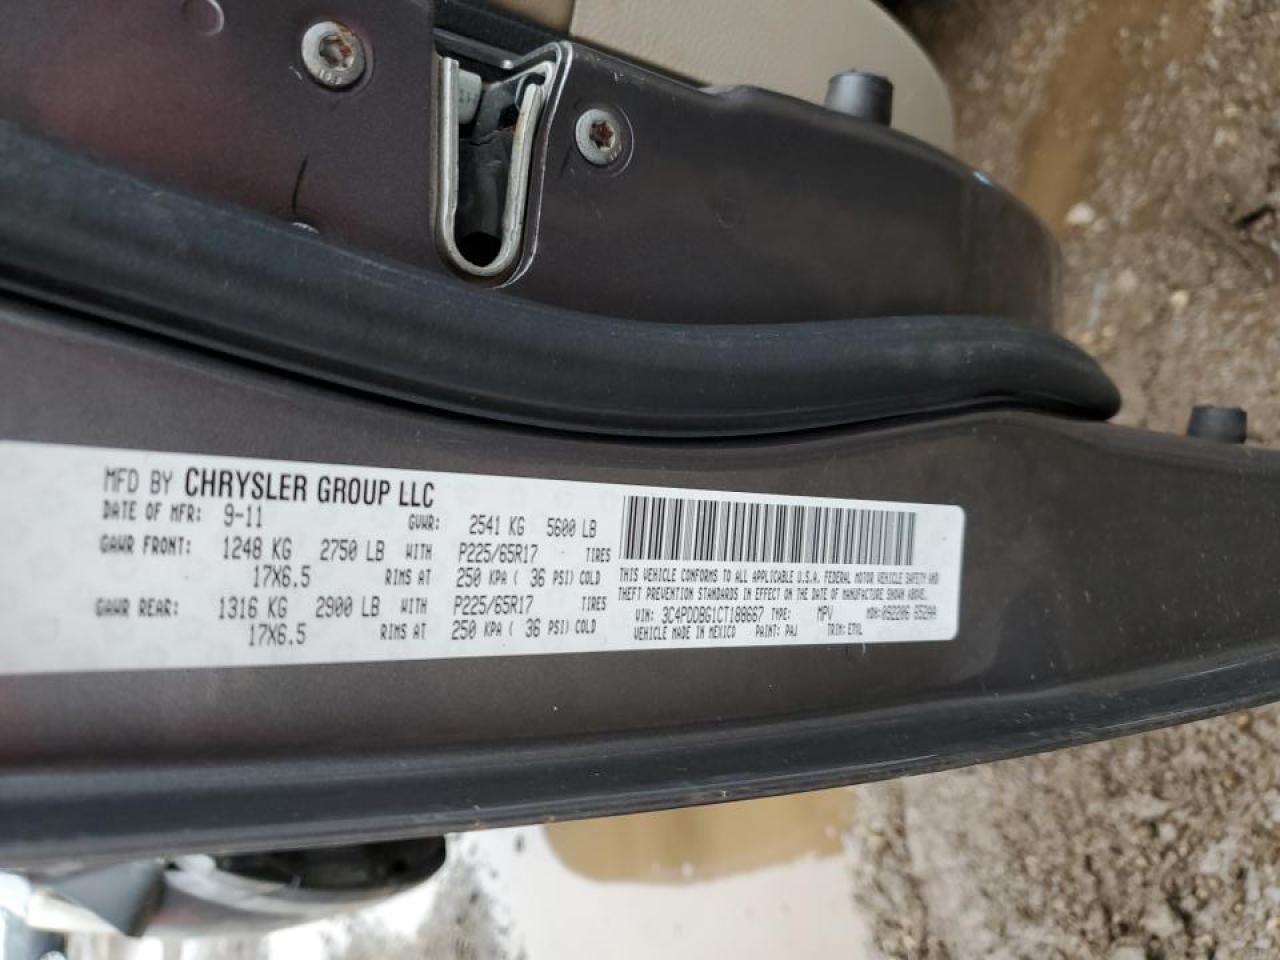 MFD BY CHRYSLER GROUP LLC
DATE OF MFR: 9-11 GVWR: 2541 KG 5600 LB
GAWR FRONT: 1248 KG 2750 LB WITH P225/65R17 TIRES
17X6.5 RIMS AT 250 KPA ( 36 PSI) COLD
GAWR REAR: 1316 KG 2900 LB WITH P225/65R17 TIRES
17X6.5 RIMS AT 250 KPA ( 36 PSI) COLD
THIS VEHICLE CONFORMS TO ALL APPLICABLE U.S.A. FEDERAL MOTOR VEHICLE SAFETY AND
THEFT PREVENTION STANDARDS IN EFFECT ON THE DATE OF MANUFACTURE SHOWN ABOVE.
VIN: 3C4PDDBG1CT188667 TYPE: MPV MDH: 092206
VEHICLE MADE IN MEXICO PAINT: PAJ TRIM: